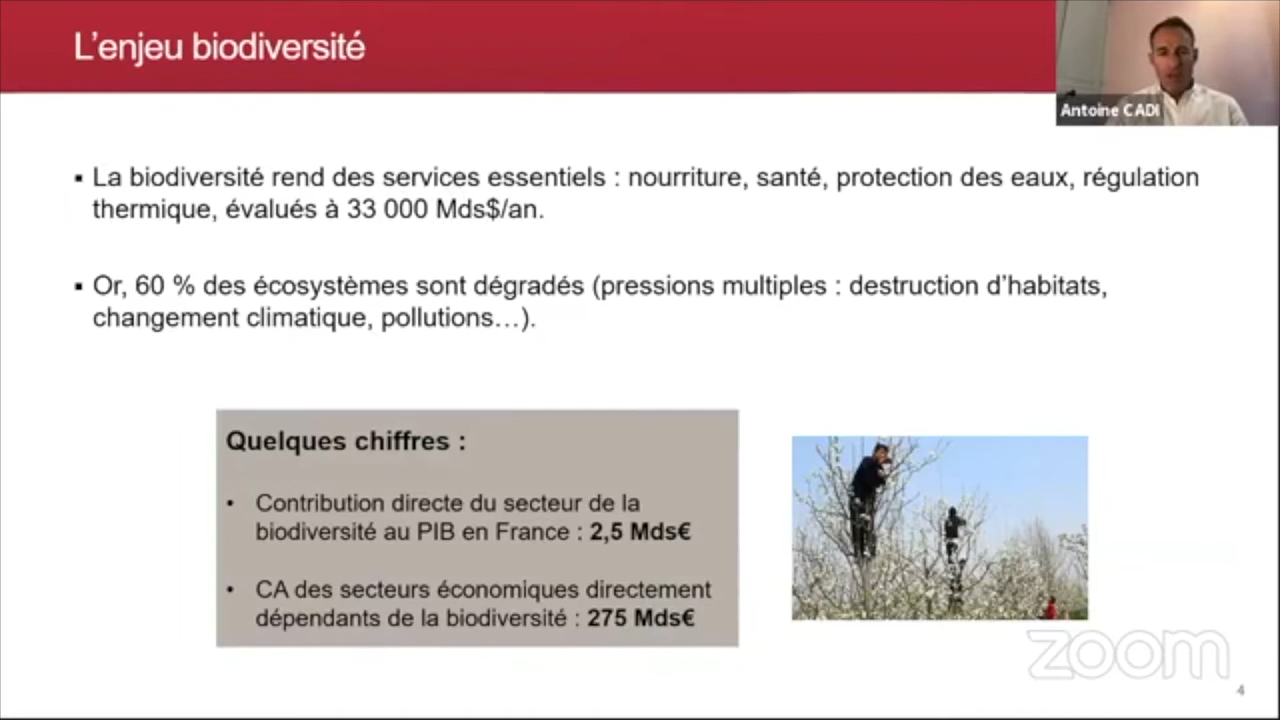 L'enjeu biodiversité
Antoine CADI
▪ La biodiversité rend des services essentiels : nourriture, santé, protection des eaux, régulation
thermique, évalués à 33 000 Mds$/an.
▪ Or, 60 % des écosystèmes sont dégradés (pressions multiples : destruction d'habitats,
changement climatique, pollutions…).
Quelques chiffres :
• Contribution directe du secteur de la
biodiversité au PIB en France : 2,5 Mds€
• CA des secteurs économiques directement
dépendants de la biodiversité : 275 Mds€
zoom
4